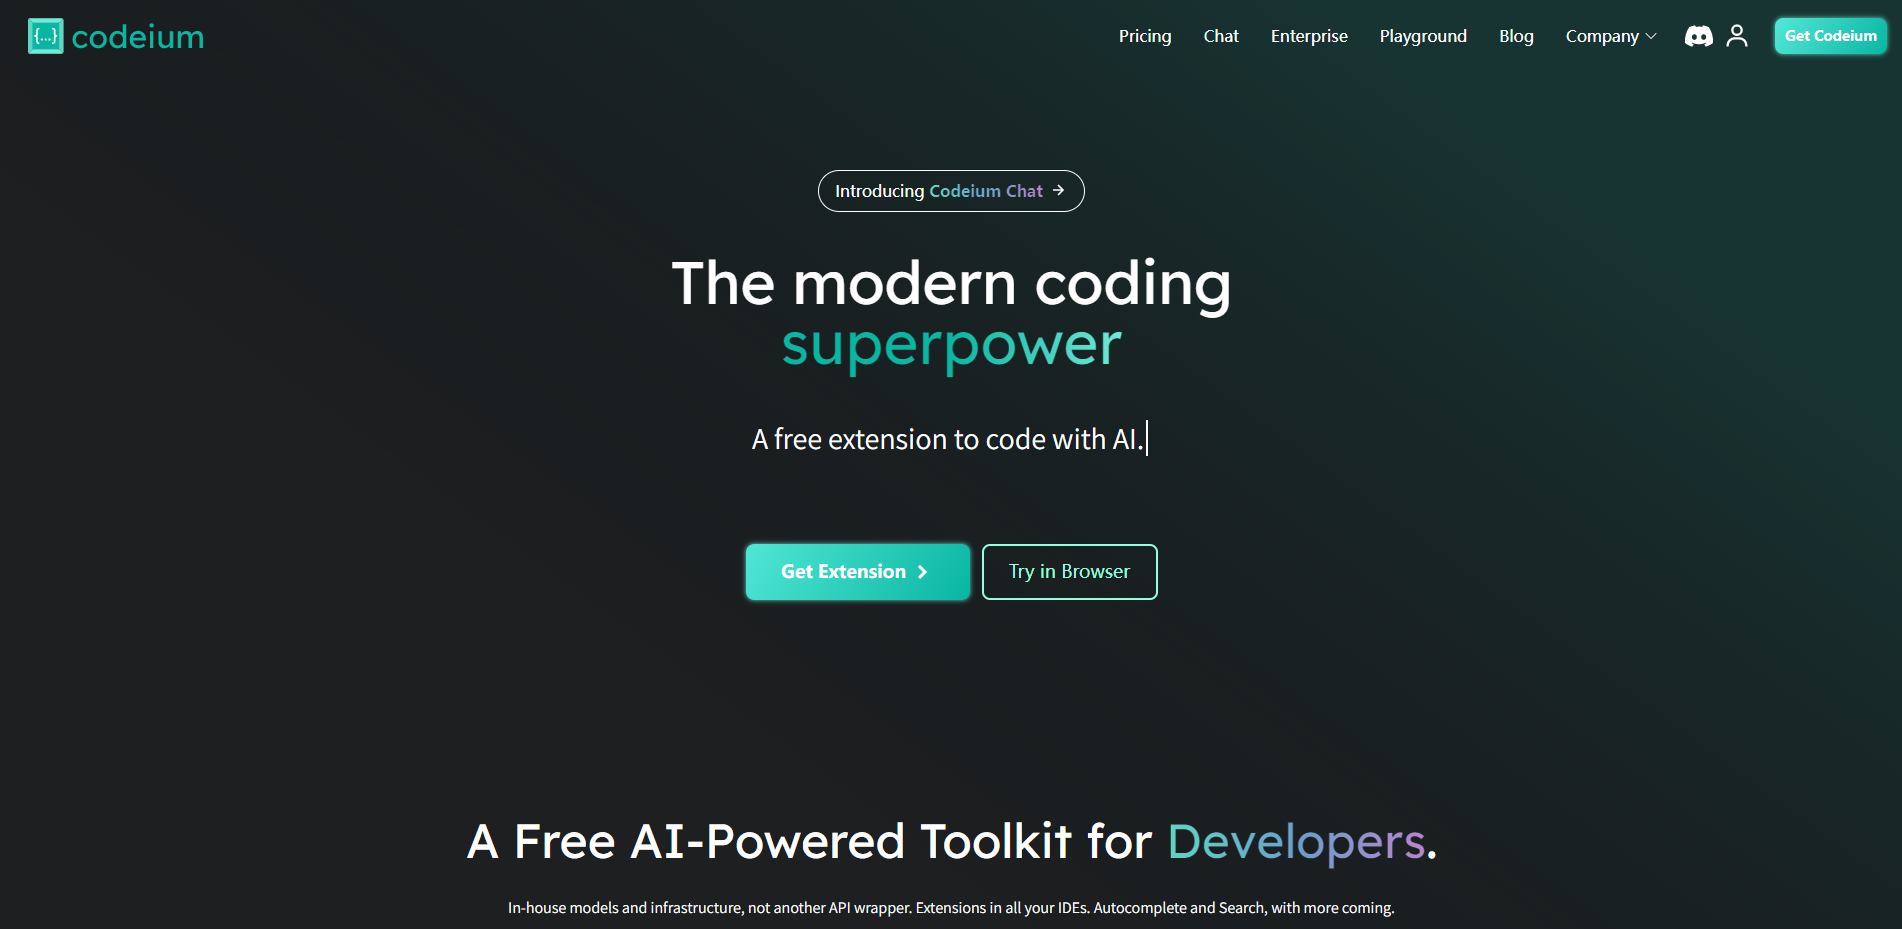 {...} codeium
Pricing Chat Enterprise Playground Blog Company Get Codeium
Introducing Codeium Chat →
The modern coding
superpower
A free extension to code with AI.
Get Extension Try in Browser
A Free AI-Powered Toolkit for Developers.
In-house models and infrastructure, not another API wrapper. Extensions in all your IDEs. Autocomplete and Search, with more coming.